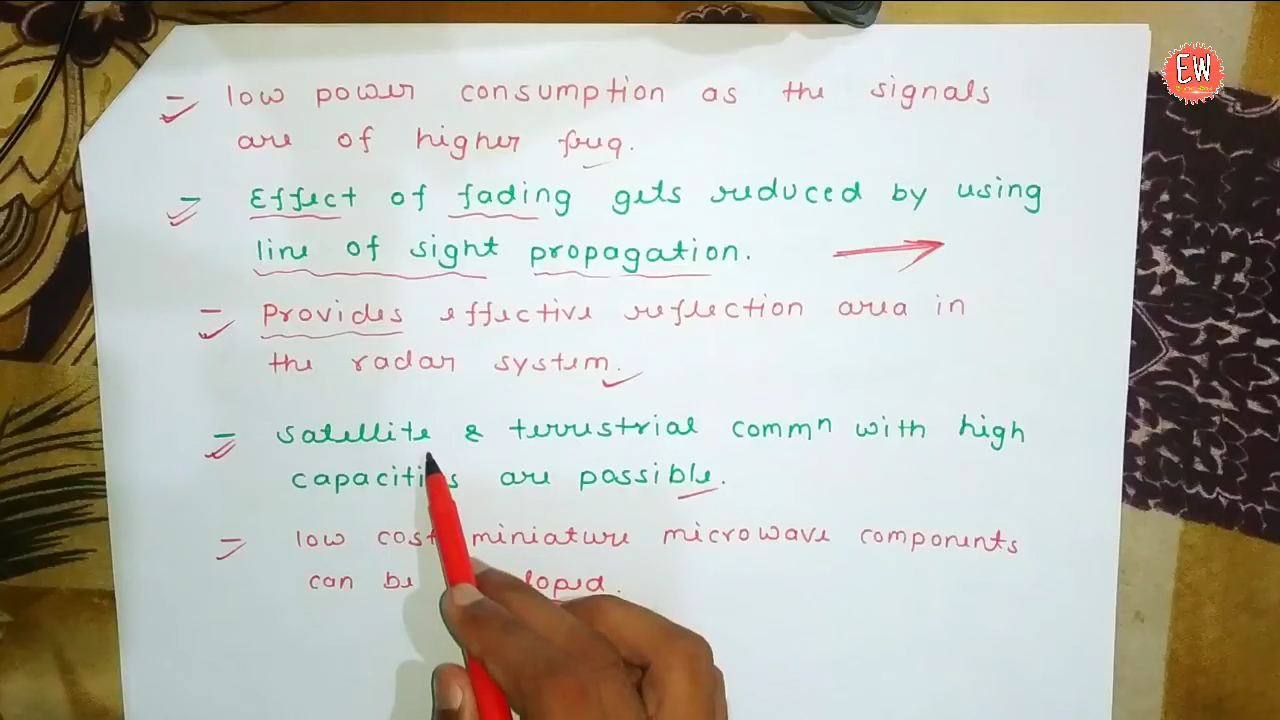 EW
- low power consumption as the signals
are of higher freq.
- Effect of fading gets reduced by using
line of sight propagation.
- Provides effective reflection area in
the radar system.
- Satellite & terrestrial commn with high
capacities are possible.
- low cost miniature microwave components
can be